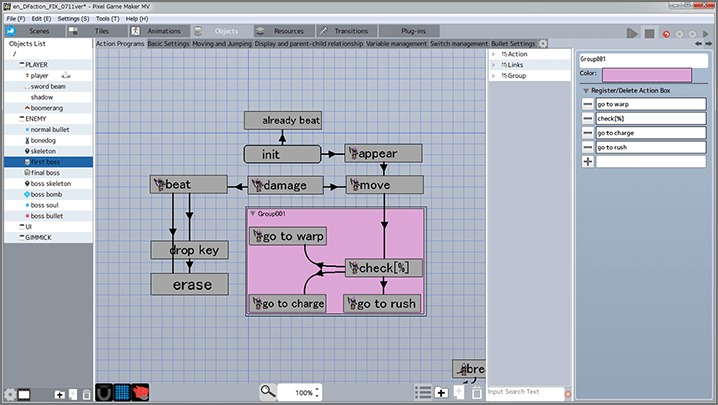 en_DFaction_FIX_0711ver* - Pixel Game Maker MV
File (F) Edit (E) Settings (S) Tools (T) Help (H)
Scenes Tiles Animations Objects Resources Transitions Plug-ins
Objects List
Action Programs Basic Settings Moving and Jumping Display and parent-child relationship Variable management Switch management Bullet Settings
/
PLAYER
player
sword beam
shadow
boomerang
ENEMY
normal bullet
bonedog
skeleton
first boss
final boss
boss skeleton
boss bomb
boss soul
boss bullet
UI
GIMMICK
already beat
init
appear
beat
damage
move
Group001
go to warp
drop key
check[%]
erase
go to charge
go to rush
100%
Action
Links
Group
Input Search Text
Group001
Color:
Register/Delete Action Box
go to warp
check[%]
go to charge
go to rush